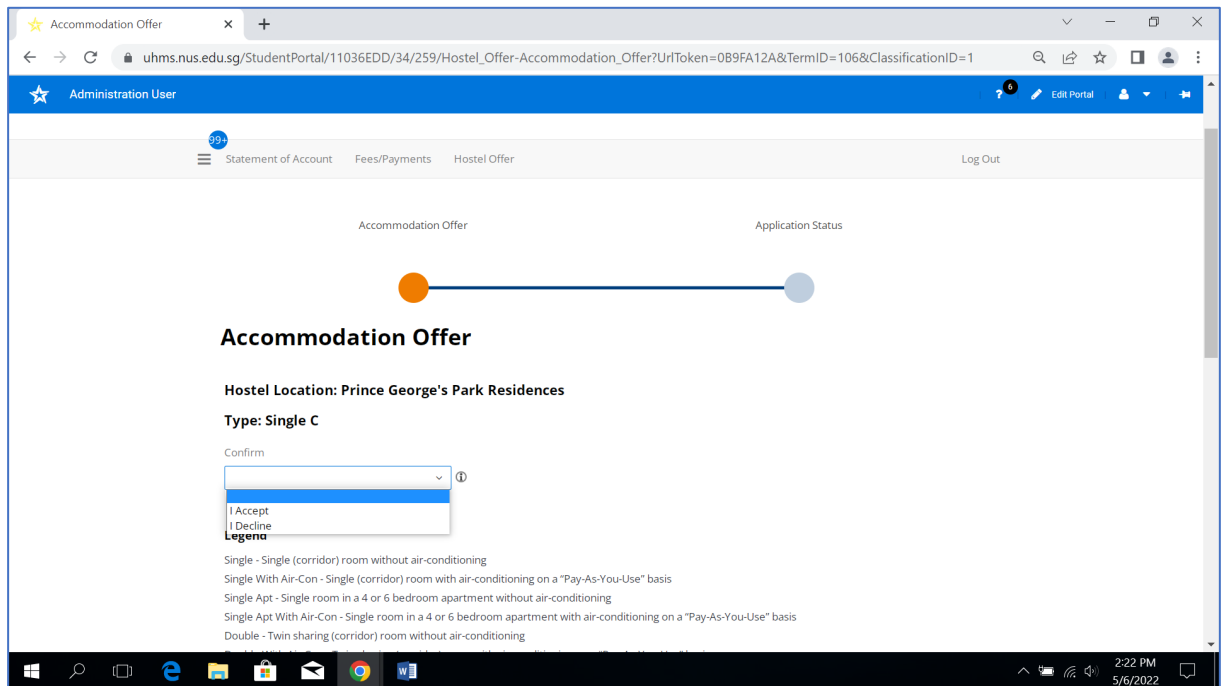 Accommodation Offer
uhms.nus.edu.sg/StudentPortal/11036EDD/34/259/Hostel_Offer-Accommodation_Offer?UrlToken=0B9FA12A&TermID=106&ClassificationID=1
Administration User
? 6 Edit Portal
99+
Statement of Account Fees/Payments Hostel Offer Log Out
Accommodation Offer Application Status
Accommodation Offer
Hostel Location: Prince George's Park Residences
Type: Single C
Confirm
I Accept
I Decline
Legend
Single - Single (corridor) room without air-conditioning
Single With Air-Con - Single (corridor) room with air-conditioning on a “Pay-As-You-Use” basis
Single Apt - Single room in a 4 or 6 bedroom apartment without air-conditioning
Single Apt With Air-Con - Single room in a 4 or 6 bedroom apartment with air-conditioning on a “Pay-As-You-Use” basis
Double - Twin sharing (corridor) room without air-conditioning
2:22 PM
5/6/2022